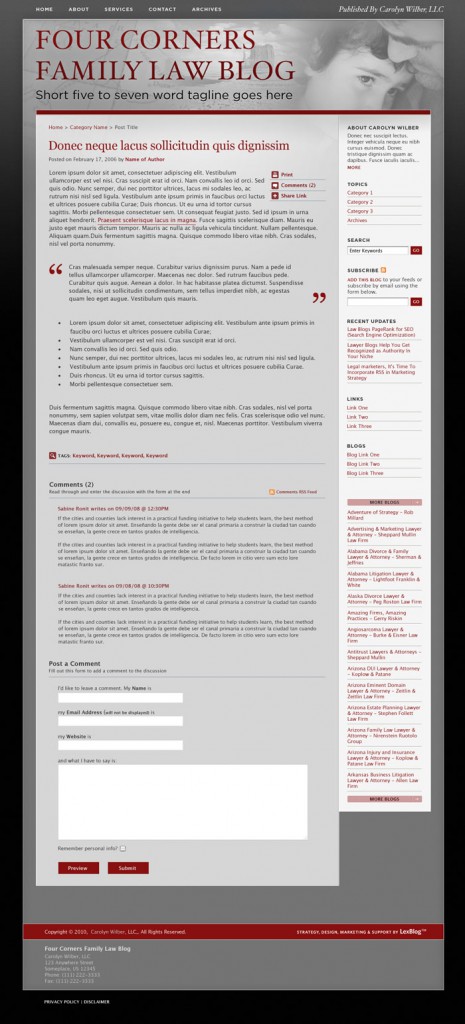 HOME ABOUT SERVICES CONTACT ARCHIVES
Published By Carolyn Wilber, LLC
FOUR CORNERS
FAMILY LAW BLOG
Short five to seven word tagline goes here
Home > Category Name > Post Title
Donec neque lacus sollicitudin quis dignissim
Posted on February 17, 2006 by Name of Author
Print
Comments (2)
Share Link
Lorem ipsum dolor sit amet, consectetuer adipiscing elit. Vestibulum
ullamcorper est vel nisi. Cras suscipit erat id orci. Nam convallis leo id orci. Sed
quis odio. Nunc semper, dui nec porttitor ultrices, lacus mi sodales leo, ac
rutrum nisi nisl sed ligula. Vestibulum ante ipsum primis in faucibus orci luctus
et ultrices posuere cubilia Curae; Duis rhoncus. Ut eu urna id tortor cursus
sagittis. Morbi pellentesque consectetuer sem. Ut consequat feugiat justo. Sed id ipsum in urna
aliquet hendrerit. Praesent scelerisque lacus in magna. Fusce mattis scelerisque diam. Mauris eu
justo eget mauris dictum tempor. Mauris ac nulla ac ligula vehicula tincidunt. Nullam pellentesque.
Aliquam quam.Duis fermentum sagittis magna. Quisque commodo libero vitae nibh. Cras sodales,
nisl vel porta nonummy.
“ Cras malesuada semper neque. Curabitur varius dignissim purus. Nam a pede id
tellus ullamcorper ullamcorper. Maecenas nec dolor. Sed rutrum faucibus pede.
Curabitur quis augue. Aenean a dolor. In hac habitasse platea dictumst. Suspendisse
sodales, nisi ut sollicitudin condimentum, sem tellus imperdiet nibh, ac egestas
quam leo eget augue. Vestibulum quis mauris. ”
• Lorem ipsum dolor sit amet, consectetuer adipiscing elit. Vestibulum ante ipsum primis in
faucibu orci luctus et ultrices posuere cubilia Curae;
• Vestibulum ullamcorper est vel nisi. Cras suscipit erat id orci.
• Nam convallis leo id orci. Sed quis odio.
• Nunc semper, dui nec porttitor ultrices, lacus mi sodales leo, ac rutrum nisi nisl sed ligula.
• Vestibulum ante ipsum primis in faucibus orci luctus et ultrices posuere cubilia Curae.
• Duis rhoncus. Ut eu urna id tortor cursus sagittis.
• Morbi pellentesque consectetuer sem.
Duis fermentum sagittis magna. Quisque commodo libero vitae nibh. Cras sodales, nisl vel porta
nonummy, sem sapien volutpat sem, vitae mollis dolor diam nec felis. Cras scelerisque odio vel nunc.
Maecenas diam dui, convallis eu, posuere eu, congue et, nisl. Maecenas porttitor. Vestibulum viverra
congue mauris.
TAGS: Keyword, Keyword, Keyword, Keyword
Comments (2)
Read through and enter the discussion with the form at the end
Comments RSS Feed
Sabine Ronit writes on 09/09/08 @ 12:30PM
If the cities and counties lack interest in a practical funding initiative to help students learn, the best method
of lorem ipsum dolor sit amet. Enseñando la gente debe ser el canal primaria a construir la ciudad tan cuando
se enseñan, la gente crece en tantos grados de inteligencia.
If the cities and counties lack interest in a practical funding initiative to help students learn, the best method
of lorem ipsum dolor sit amet. Enseñando la gente debe ser el canal primaria a construir la ciudad tan cuando
se enseñan, la gente crece en tantos grados de inteligencia. De facto lorem in sitio vero sum ecto iste
malastic frantix sur.
Sabine Ronit writes on 09/08/08 @ 10:30PM
If the cities and counties lack interest in a practical funding initiative to help students learn, the best method
of lorem ipsum dolor sit amet. Enseñando la gente debe ser el canal primaria a construir la ciudad tan cuando
se enseñan, la gente crece en tantos grados de inteligencia.
If the cities and counties lack interest in a practical funding initiative to help students learn, the best method
of lorem ipsum dolor sit amet. Enseñando la gente debe ser el canal primaria a construir la ciudad tan cuando
se enseñan, la gente crece en tantos grados de inteligencia. De facto lorem in sitio vero sum ecto iste
malastic frantix sur.
Post a Comment
Fill out this form to add a comment to the discussion
I'd like to leave a comment. My Name is
my Email Address (will not be displayed) is
my Website is
and what I have to say is:
Remember personal info?
Preview Submit
ABOUT CAROLYN WILBER
Donec nec suscipit lectus.
Integer vehicula neque eu nibh
cursus euismod. Donec
tristique dignissim quam ac
dapibus. Fusce iaculis iaculis...
MORE
TOPICS
Category 1
Category 2
Category 3
Archives
SEARCH
Enter Keywords GO
SUBSCRIBE
ADD THIS BLOG to your feeds or
subscribe by email using the
form below.
GO
RECENT UPDATES
Law Blogs PageRank for SEO
(Search Engine Optimization)
Lawyer Blogs Help You Get
Recognized as Authority in
Your Niche
Legal marketers, It's Time To
Incorporate RSS in Marketing
Strategy
LINKS
Link One
Link Two
Link Three
BLOGS
Blog Link One
Blog Link Two
Blog Link Three
MORE BLOGS
Adventure of Strategy - Rob
Millard
Advertising & Marketing Lawyer
& Attorney - Sheppard Mullin
Law Firm
Alabama Divorce & Family
Lawyer & Attorney - Sherman &
Jeffries
Alabama Litigation Lawyer &
Attorney - Lightfoot Franklin &
White
Alaska Divorce Lawyer &
Attorney - Peg Roston Law Firm
Amazing Firms, Amazing
Practices - Gerry Riskin
Angiosarcoma Lawyer &
Attorney - Burke & Eisner Law
Firm
Antitrust Lawyers & Attorneys -
Sheppard Mullin
Arizona DUI Lawyer & Attorney
- Koplow & Patane
Arizona Eminent Domain
Lawyer & Attorney - Zeitlin &
Zeitlin Law Firm
Arizona Estate Planning Lawyer
& Attorney - Stephen Follett
Law Firm
Arizona Family Law Lawyer &
Attorney - Nirenstein Ruotolo
Group
Arizona Injury and Insurance
Lawyer & Attorney - Koplow &
Patane Law Firm
Arkansas Business Litigation
Lawyer & Attorney - Allen Law
Firm
MORE BLOGS
Copyright © 2010, Carolyn Wilber, LLC., All Rights Reserved.
STRATEGY, DESIGN, MARKETING & SUPPORT BY LexBlog™
Four Corners Family Law Blog
Carolyn Wilber, LLC
123 Anywhere Street
Someplace, US 12345
Phone: (111) 222-3333
Fax: (111) 222-3333
PRIVACY POLICY | DISCLAIMER